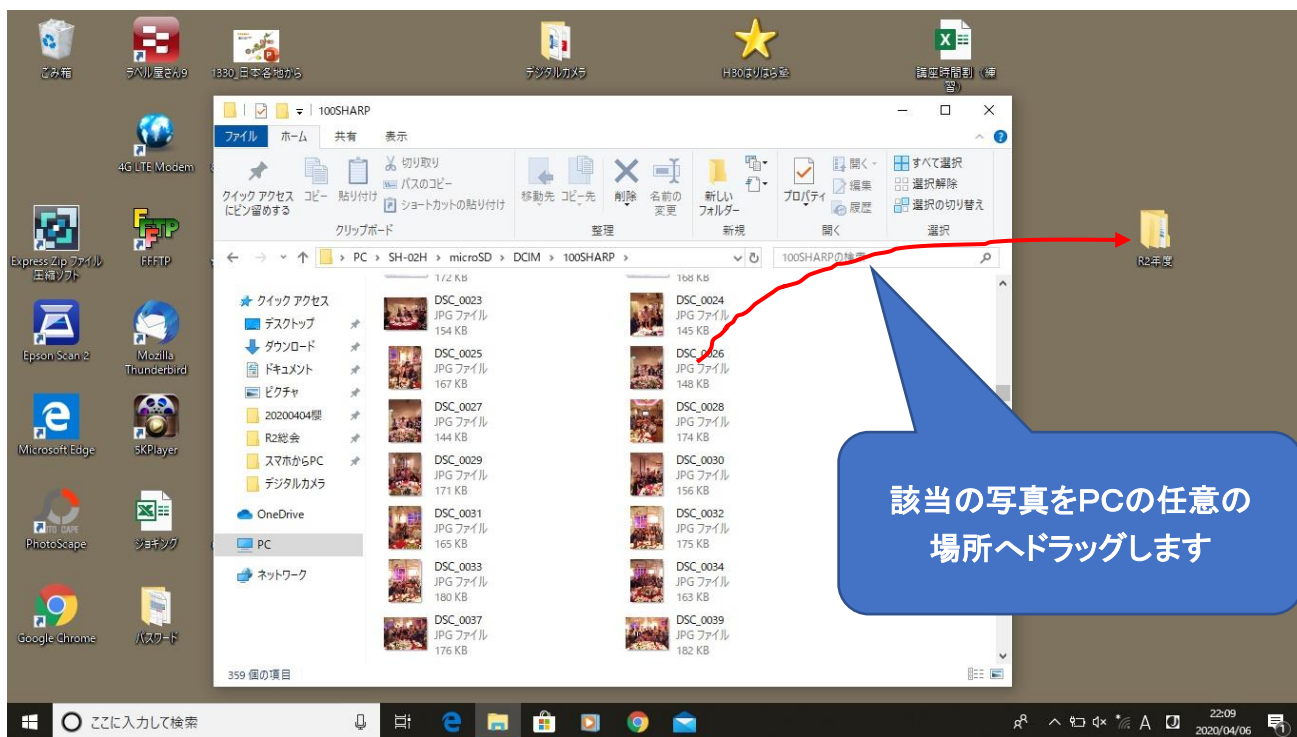 ごみ箱
ラベル屋さん9
1330_日本各地から
デジタルカメラ
H30はりはら塾
講座時間割（練習）
4G LTE Modem
Express Zip ファイル圧縮ソフト
FFFTP
Epson Scan 2
Mozilla Thunderbird
Microsoft Edge
5KPlayer
PhotoScape
ジョギング
Google Chrome
パスワード
R2年度
100SHARP
ファイル ホーム 共有 表示
クイック アクセスにピン留めする
コピー
貼り付け
切り取り
パスのコピー
ショートカットの貼り付け
クリップボード
移動先
コピー先
削除
名前の変更
整理
新しいフォルダー
新規
プロパティ
開く
編集
履歴
開く
すべて選択
選択解除
選択の切り替え
選択
PC › SH-02H › microSD › DCIM › 100SHARP ›
100SHARPの検索
クイック アクセス
デスクトップ
ダウンロード
ドキュメント
ピクチャ
20200404櫻
R2総会
スマホからPC
デジタルカメラ
OneDrive
PC
ネットワーク
172 KB
168 KB
DSC_0023
JPG ファイル
154 KB
DSC_0024
JPG ファイル
145 KB
DSC_0025
JPG ファイル
167 KB
DSC_0026
JPG ファイル
148 KB
DSC_0027
JPG ファイル
144 KB
DSC_0028
JPG ファイル
174 KB
DSC_0029
JPG ファイル
171 KB
DSC_0030
JPG ファイル
156 KB
DSC_0031
JPG ファイル
165 KB
DSC_0032
JPG ファイル
175 KB
DSC_0033
JPG ファイル
180 KB
DSC_0034
JPG ファイル
163 KB
DSC_0037
JPG ファイル
176 KB
DSC_0039
JPG ファイル
182 KB
359 個の項目
該当の写真をPCの任意の
場所へドラッグします
ここに入力して検索
A
22:09
2020/04/06
1